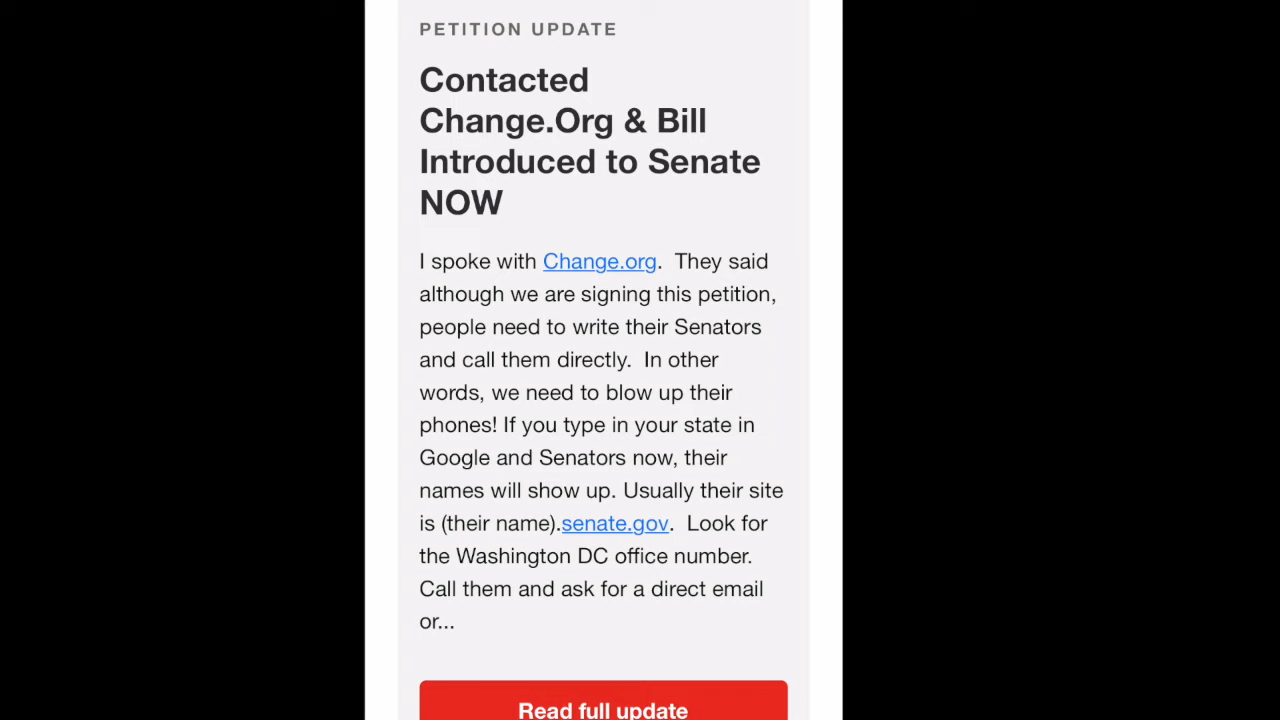 PETITION UPDATE
Contacted
Change.Org & Bill
Introduced to Senate
NOW
I spoke with Change.org.  They said
although we are signing this petition,
people need to write their Senators
and call them directly.  In other
words, we need to blow up their
phones! If you type in your state in
Google and Senators now, their
names will show up. Usually their site
is (their name).senate.gov.  Look for
the Washington DC office number.
Call them and ask for a direct email
or...
Read full update